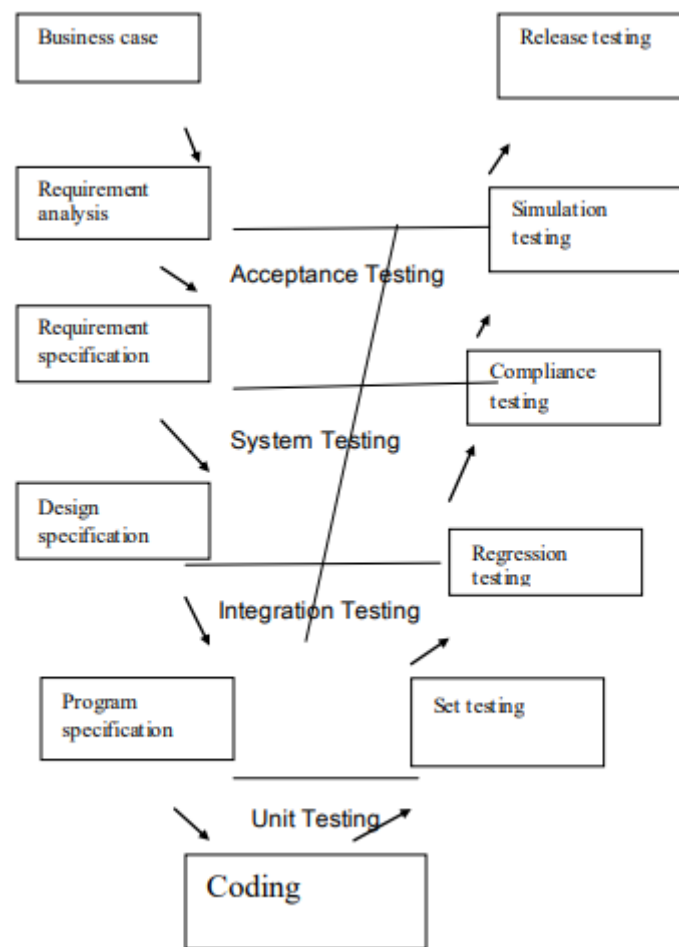 Business case
Release testing
Requirement
analysis
Simulation
testing
Acceptance Testing
Requirement
specification
Compliance
testing
System Testing
Design
specification
Regression
testing
Integration Testing
Program
specification
Set testing
Unit Testing
Coding